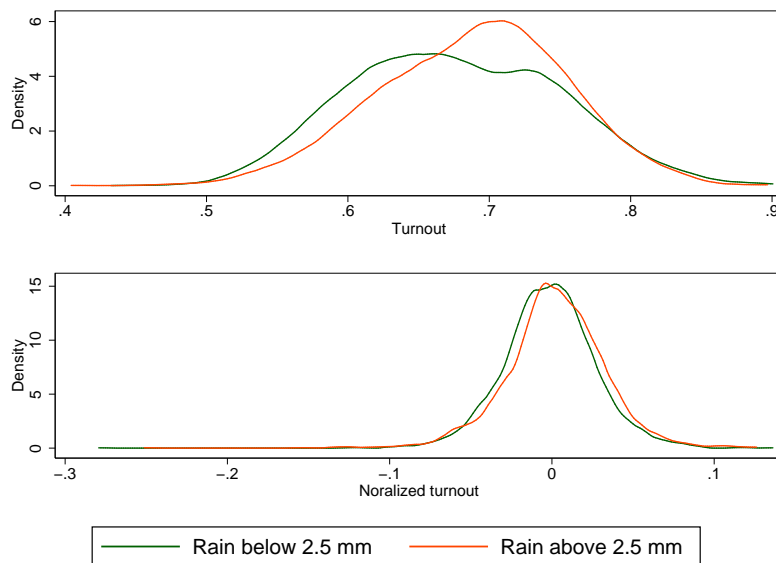 6
4
2
0
Density
.4 .5 .6 .7 .8 .9
Turnout
15
10
5
0
Density
−.3 −.2 −.1 0 .1
Noralized turnout
Rain below 2.5 mm Rain above 2.5 mm